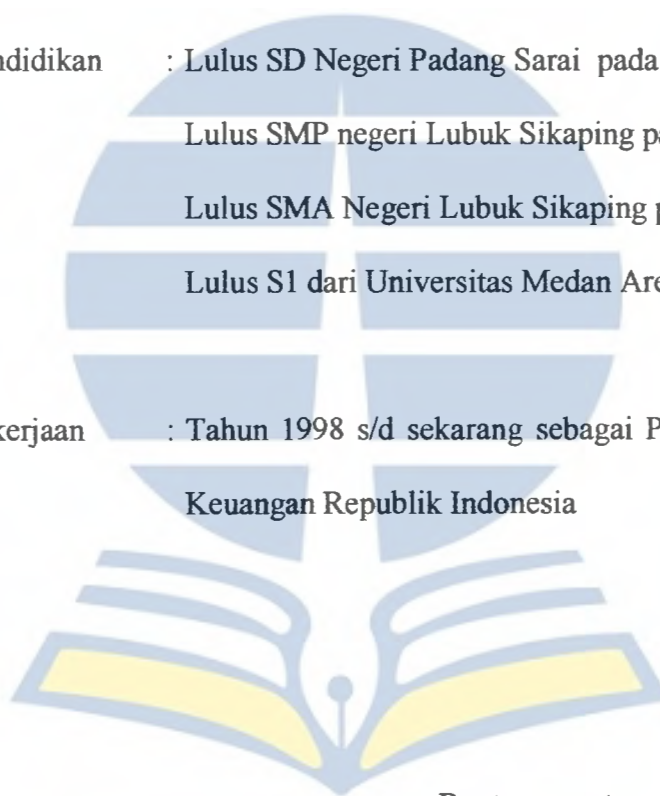 ndidikan : Lulus SD Negeri Padang Sarai pada
Lulus SMP negeri Lubuk Sikaping
Lulus SMA Negeri Lubuk Sikaping
Lulus S1 dari Universitas Medan Are
kerjaan : Tahun 1998 s/d sekarang sebagai P
Keuangan Republik Indonesia